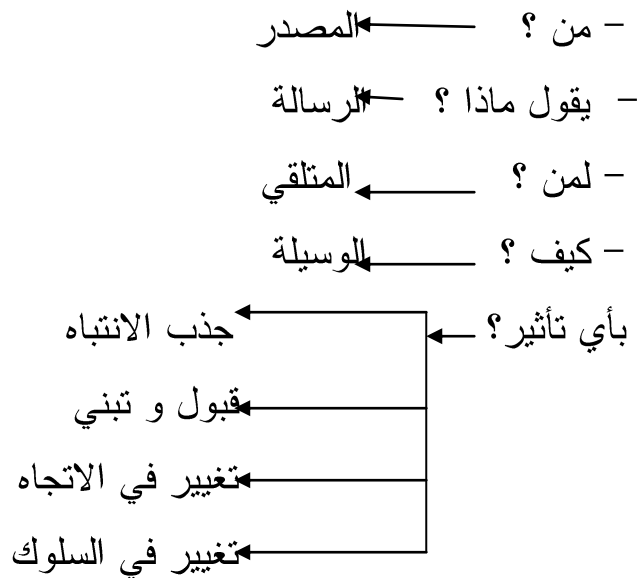 - من ؟ المصدر
- يقول ماذا ؟ الرسالة
- لمن ؟ المتلقي
- كيف ؟ الوسيلة
بأي تأثير؟ جذب الانتباه
قبول و تبني
تغيير في الاتجاه
تغيير في السلوك